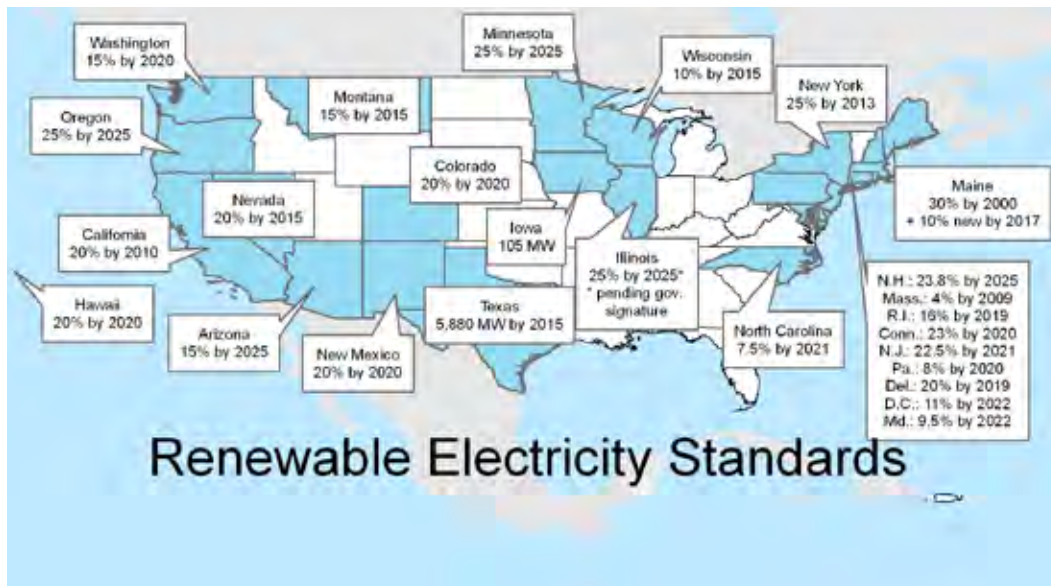 Washington
15% by 2020
Minnesota
25% by 2025
Wisconsin
10% by 2015
New York
25% by 2013
Montana
15% by 2015
Oregon
25% by 2025
Colorado
20% by 2020
Nevada
20% by 2015
Maine
30% by 2000
+ 10% new by 2017
Iowa
105 MW
California
20% by 2010
Illinois
25% by 2025*
* pending gov.
signature
Hawaii
20% by 2020
Arizona
15% by 2025
New Mexico
20% by 2020
Texas
5,880 MW by 2015
North Carolina
7.5% by 2021
N.H.: 23.8% by 2025
Mass.: 4% by 2009
R.I.: 16% by 2019
Conn.: 23% by 2020
N.J.: 22.5% by 2021
Pa.: 8% by 2020
Del.: 20% by 2019
D.C.: 11% by 2022
Md.: 9.5% by 2022
Renewable Electricity Standards